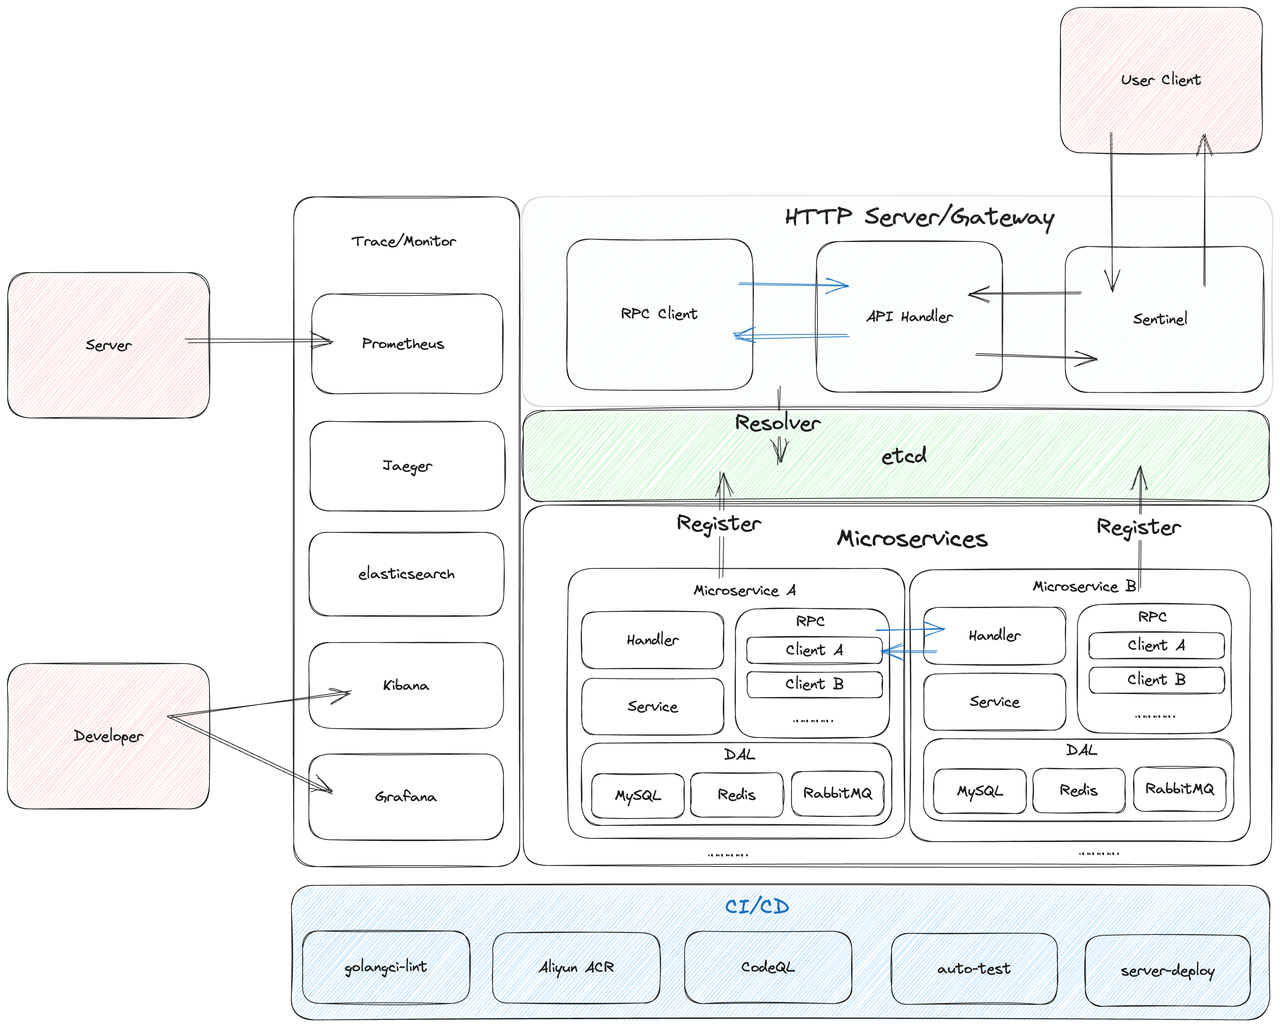 User Client
HTTP Server/Gateway
Trace/Monitor
RPC Client
API Handler
Sentinel
Server
Prometheus
Resolver
etcd
Jaeger
Register
Register
Microservices
elasticsearch
Microservice A
Microservice B
Handler
RPC
Client A
Client B
.......
Service
DAL
MySQL
Redis
RabbitMQ
Handler
RPC
Client A
Client B
.......
Service
DAL
MySQL
Redis
RabbitMQ
Kibana
Developer
Grafana
.......
.......
CI/CD
golangci-lint
Aliyun ACR
CodeQL
auto-test
server-deploy